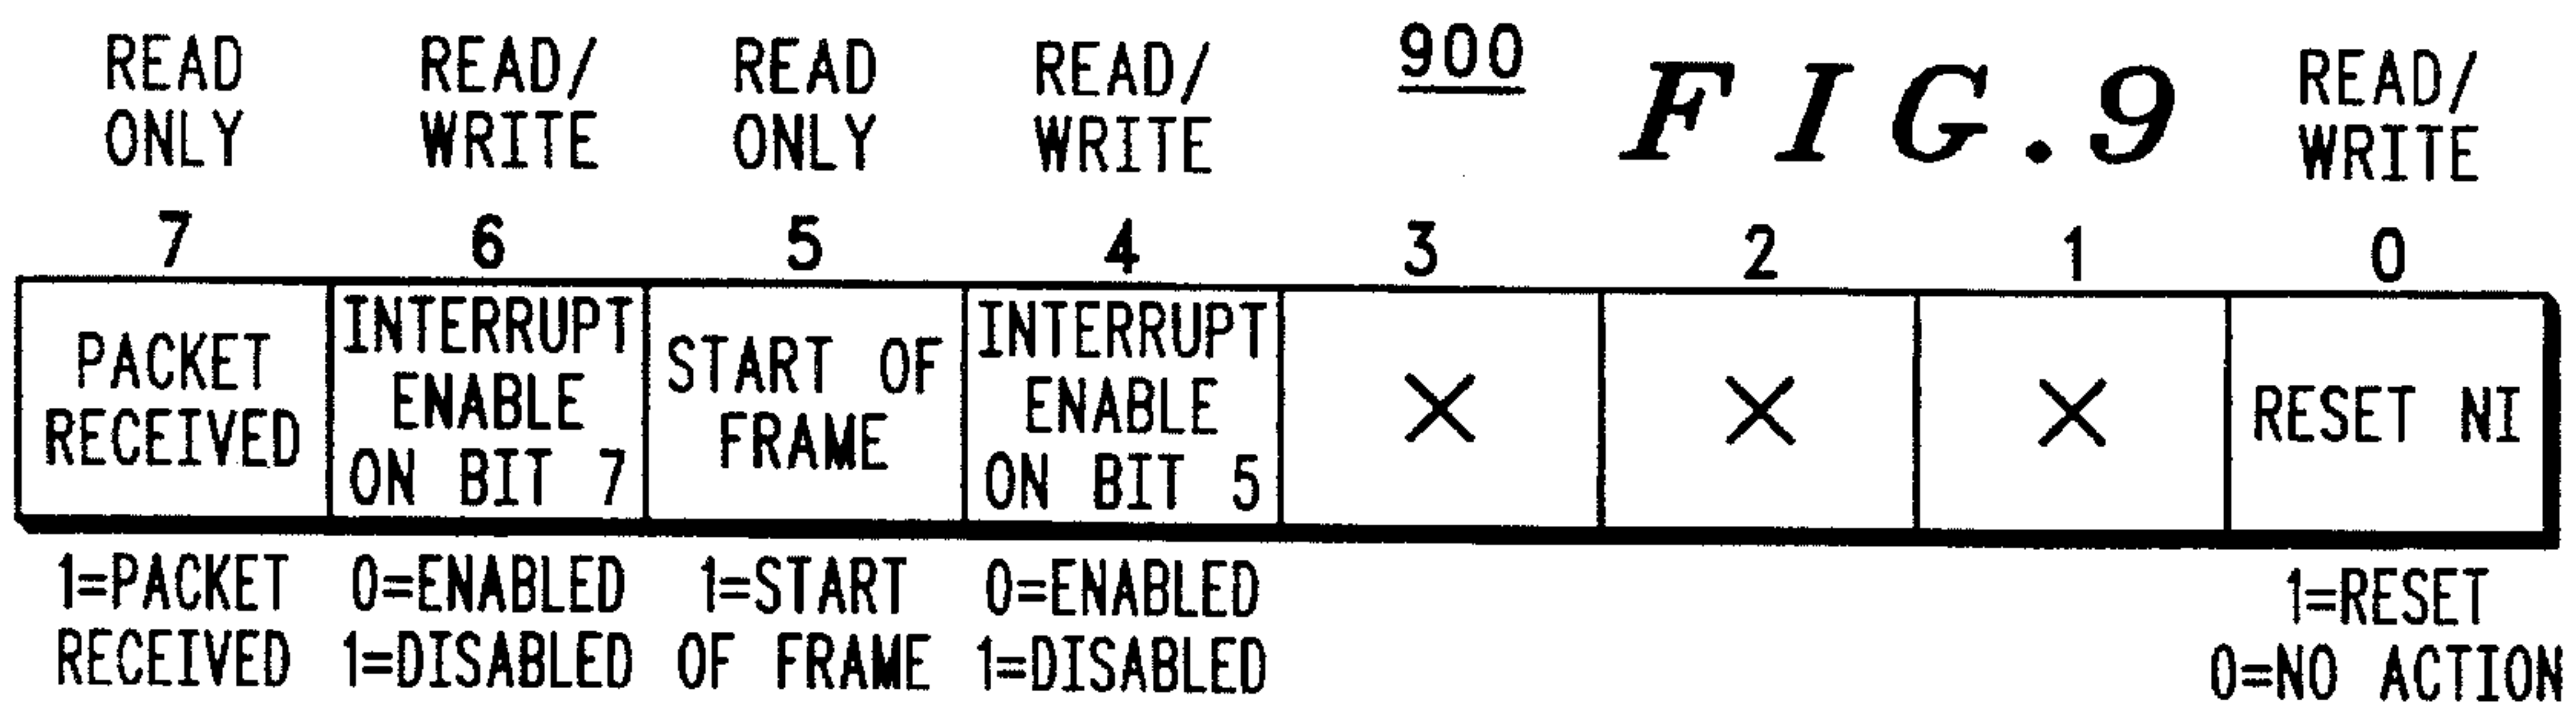 READ ONLY
READ/ WRITE
READ ONLY
READ/ WRITE
900
FIG.9
READ/ WRITE
7 6 5 4 3 2 1 0
PACKET RECEIVED
INTERRUPT ENABLE ON BIT 7
START OF FRAME
INTERRUPT ENABLE ON BIT 5
X
X
X
RESET NI
1=PACKET RECEIVED
0=ENABLED
1=DISABLED
1=START OF FRAME
0=ENABLED
1=DISABLED
1=RESET
0=NO ACTION